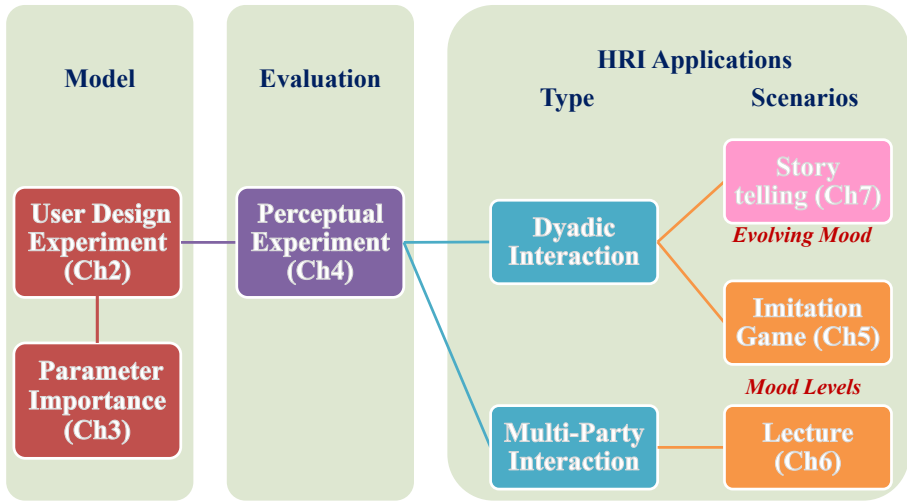 Model
User Design
Experiment
(Ch2)
Parameter
Importance
(Ch3)
Evaluation
Perceptual
Experiment
(Ch4)
HRI Applications
Type
Scenarios
Dyadic
Interaction
Story
telling (Ch7)
Evolving Mood
Imitation
Game (Ch5)
Mood Levels
Multi-Party
Interaction
Lecture
(Ch6)